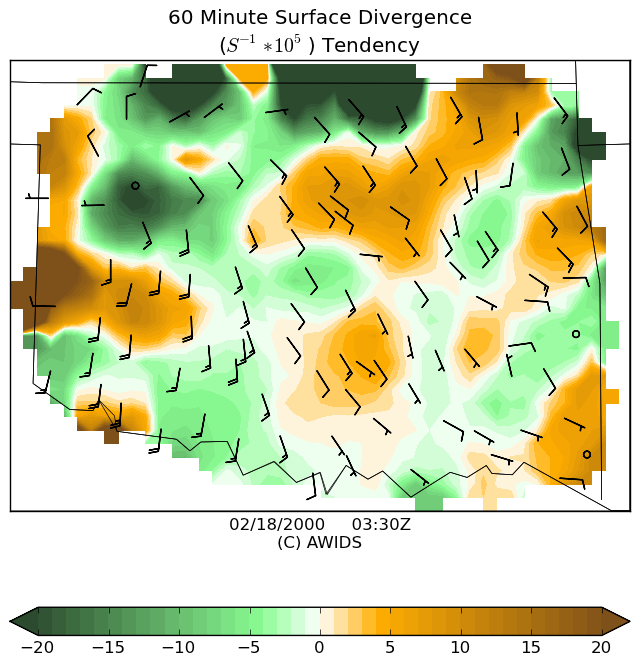 60 Minute Surface Divergence
(S⁻¹ * 10⁵ ) Tendency
02/18/2000 03:30Z
(C) AWIDS
−20 −15 −10 −5 0 5 10 15 20